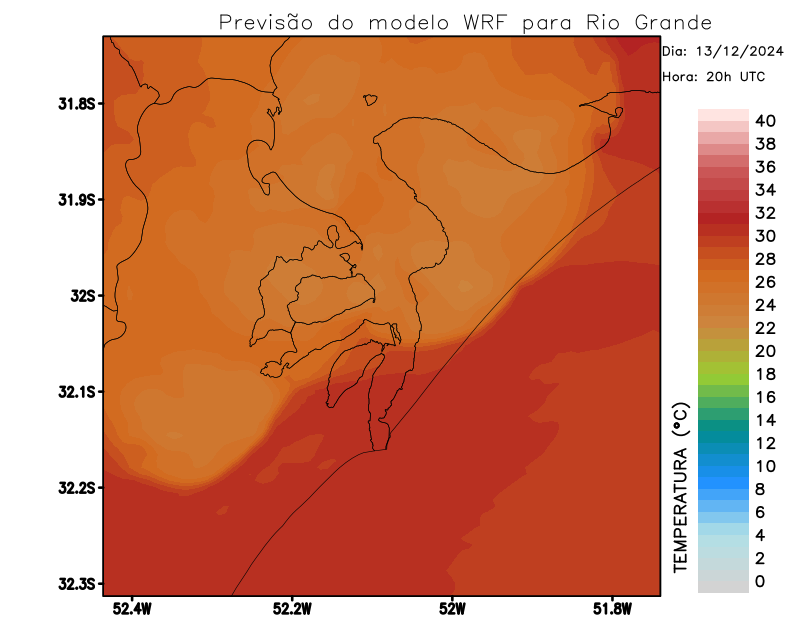 Previsão do modelo WRF para Rio Grande
Dia: 13/12/2024
Hora: 20h UTC
31.8S
31.9S
32S
32.1S
32.2S
32.3S
52.4W
52.2W
52W
51.8W
TEMPERATURA (°C)
40
38
36
34
32
30
28
26
24
22
20
18
16
14
12
10
8
6
4
2
0